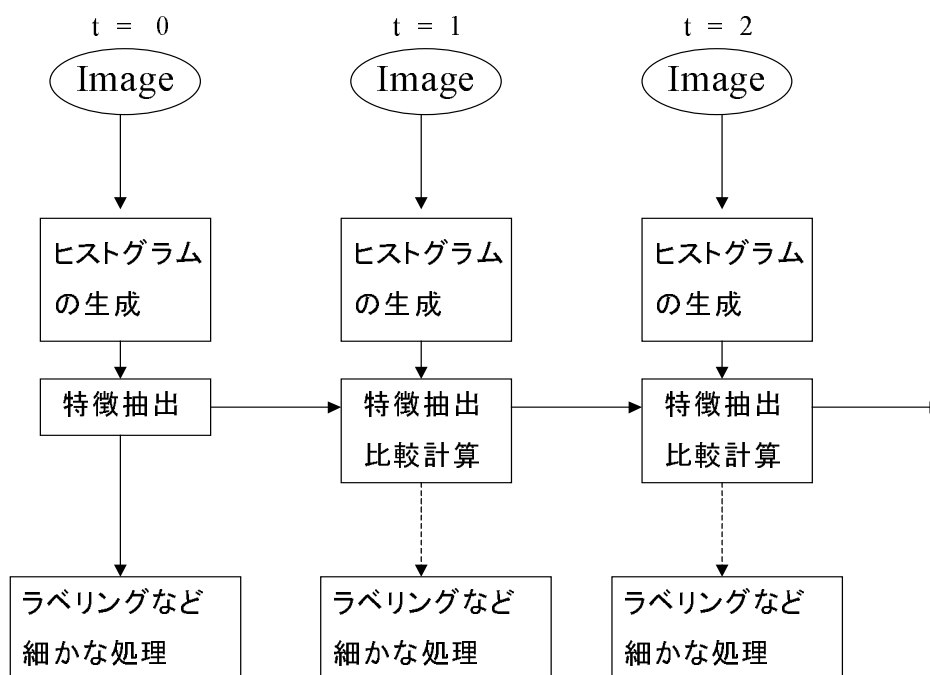 t = 0
Image
ヒストグラム
の生成
特徴抽出
ラベリングなど
細かな処理
t = 1
Image
ヒストグラム
の生成
特徴抽出
比較計算
ラベリングなど
細かな処理
t = 2
Image
ヒストグラム
の生成
特徴抽出
比較計算
ラベリングなど
細かな処理